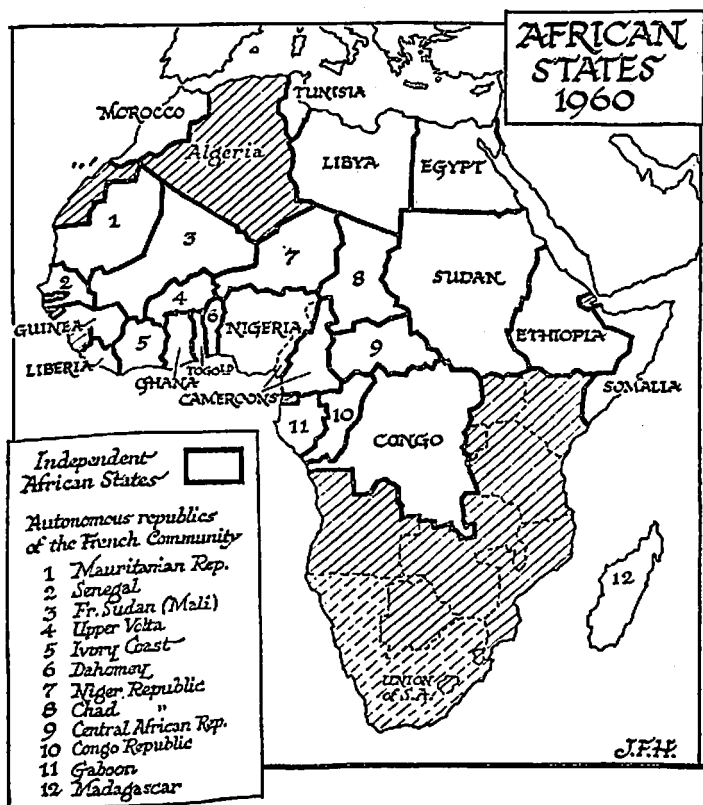 AFRICAN
STATES
1960
TUNISIA
MOROCCO
Algeria
LIBYA
EGYPT
1
3
7
8
SUDAN
2
4
6
NIGERIA
ETHIOPIA
GUINEA
5
9
LIBERIA
TOGOLD
GHANA
CAMEROONS
SOMALIA
11
10
CONGO
12
UNION
of S.A.
J.F.H.
Independent
African States
Autonomous republics
of the French Community
1 Mauritanian Rep.
2 Senegal
3 Fr. Sudan (Mali)
4 Upper Volta
5 Ivory Coast
6 Dahomey
7 Niger Republic
8 Chad "
9 Central African Rep.
10 Congo Republic
11 Gaboon
12 Madagascar